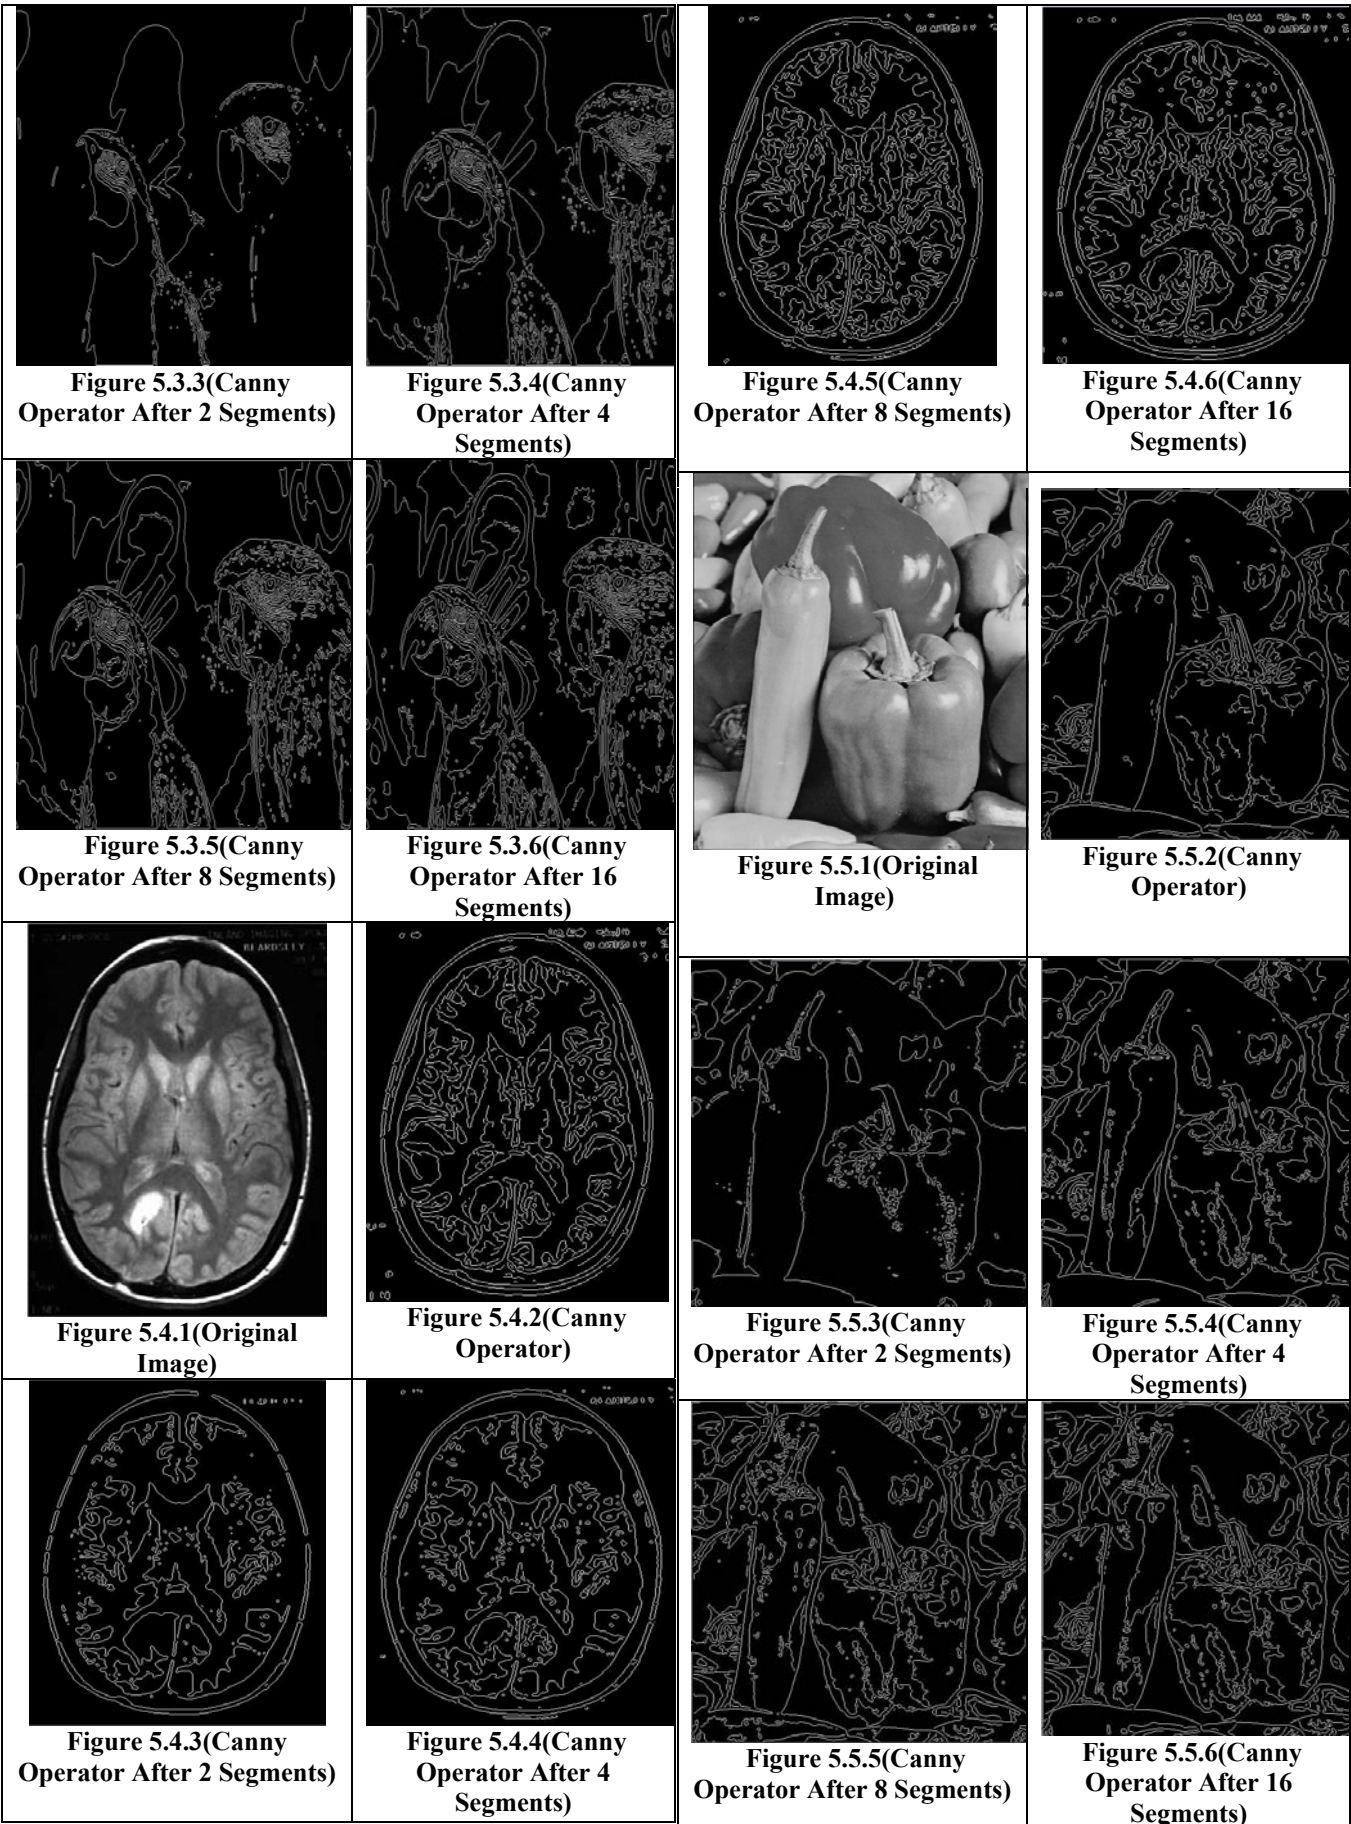 Figure 5.3.3(Canny
Operator After 2 Segments)
Figure 5.3.4(Canny
Operator After 4
Segments)
Figure 5.3.5(Canny
Operator After 8 Segments)
Figure 5.3.6(Canny
Operator After 16
Segments)
INLAND IMAGING
BEARDSLEY
Figure 5.4.1(Original
Image)
Figure 5.4.2(Canny
Operator)
Figure 5.4.3(Canny
Operator After 2 Segments)
Figure 5.4.4(Canny
Operator After 4
Segments)
Figure 5.4.5(Canny
Operator After 8 Segments)
Figure 5.4.6(Canny
Operator After 16
Segments)
Figure 5.5.1(Original
Image)
Figure 5.5.2(Canny
Operator)
Figure 5.5.3(Canny
Operator After 2 Segments)
Figure 5.5.4(Canny
Operator After 4
Segments)
Figure 5.5.5(Canny
Operator After 8 Segments)
Figure 5.5.6(Canny
Operator After 16
Segments)